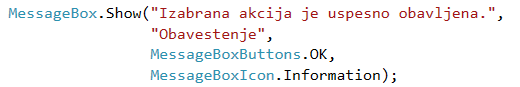 MessageBox.Show("Izabrana akcija je uspesno obavljena.",
"Obavestenje",
MessageBoxButtons.OK,
MessageBoxIcon.Information);